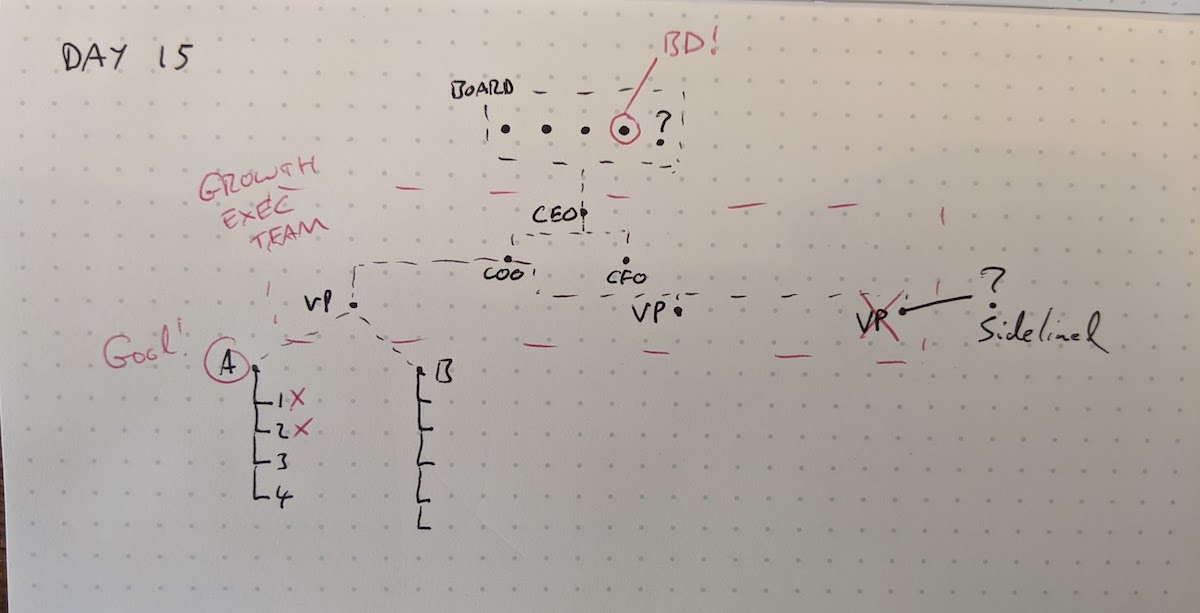 DAY 15
BD!
BOARD
?
GROWTH
EXEC
TEAM
CEO
COO
CFO
VP
VP
VP
?
Sidelined
Goal!
A
B
1 X
2 X
3
4